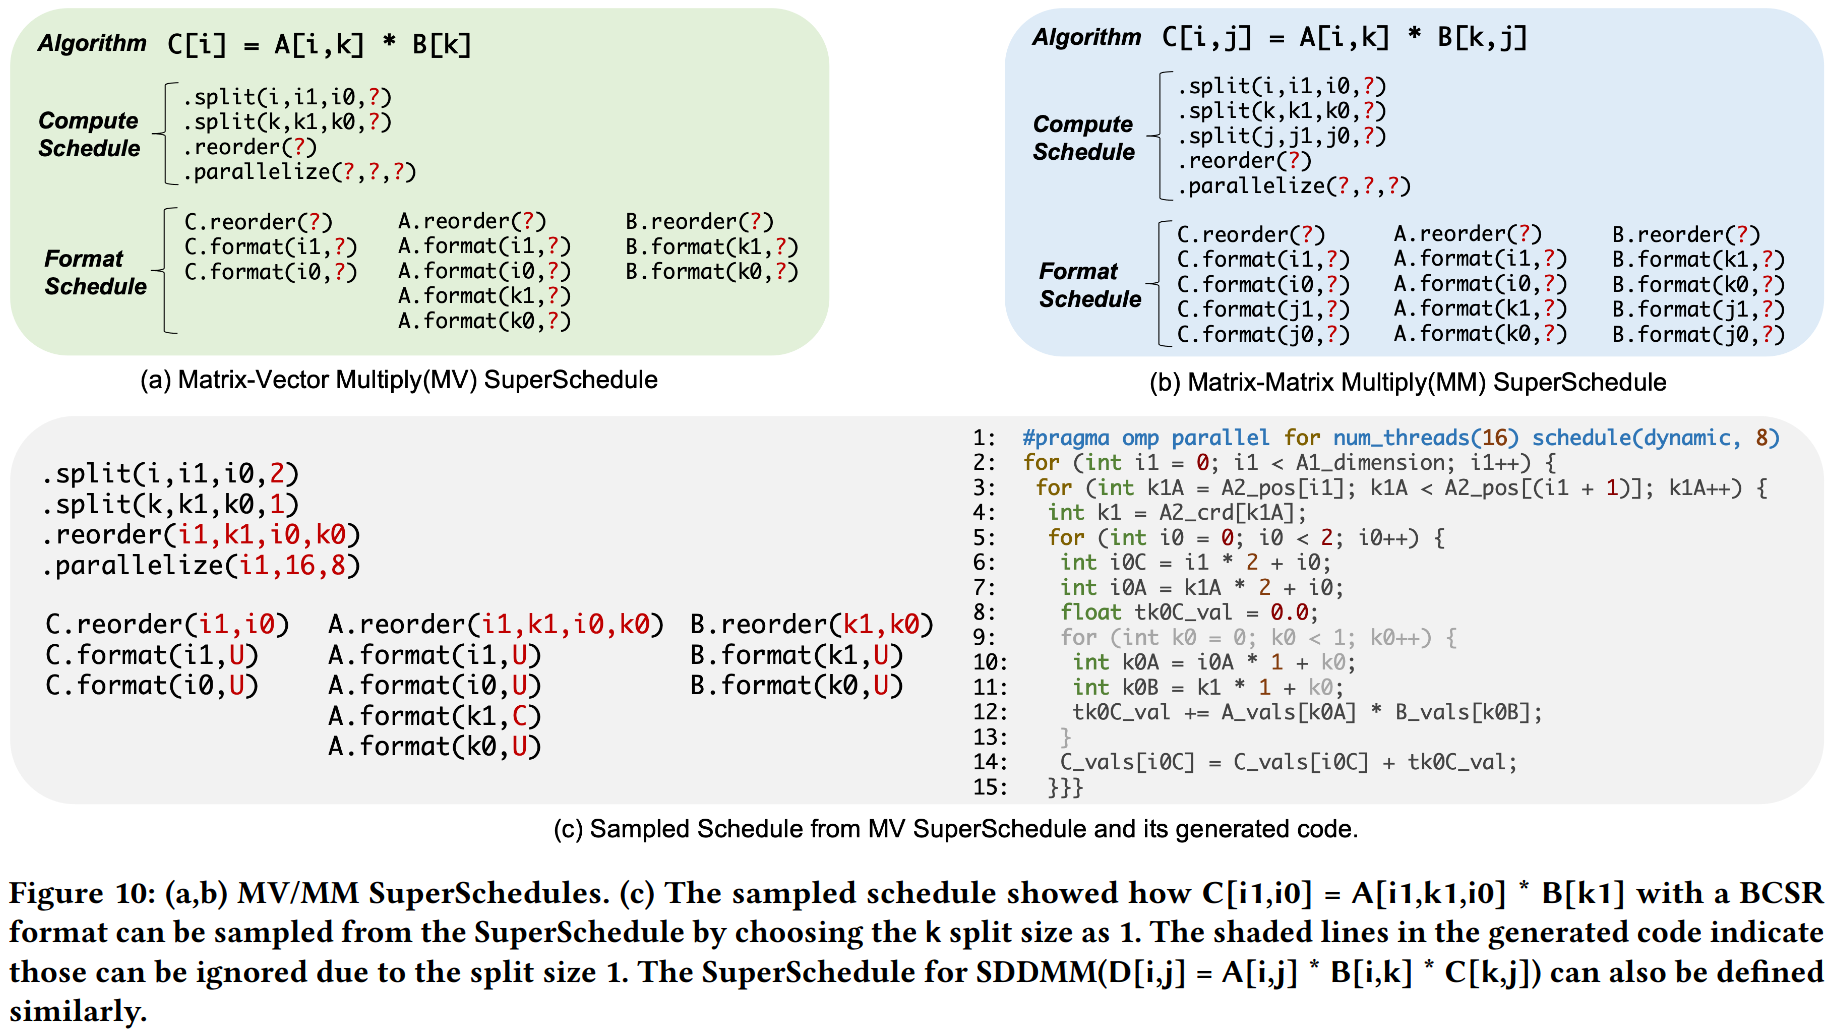 Algorithm C[i] = A[i,k] * B[k]
Compute Schedule
.split(i,i1,i0,?)
.split(k,k1,k0,?)
.reorder(?)
.parallelize(?,?,?)
Format Schedule
C.reorder(?) A.reorder(?) B.reorder(?)
C.format(i1,?) A.format(i1,?) B.format(k1,?)
C.format(i0,?) A.format(i0,?) B.format(k0,?)
A.format(k1,?)
A.format(k0,?)
(a) Matrix-Vector Multiply(MV) SuperSchedule
Algorithm C[i,j] = A[i,k] * B[k,j]
Compute Schedule
.split(i,i1,i0,?)
.split(k,k1,k0,?)
.split(j,j1,j0,?)
.reorder(?)
.parallelize(?,?,?)
Format Schedule
C.reorder(?) A.reorder(?) B.reorder(?)
C.format(i1,?) A.format(i1,?) B.format(k1,?)
C.format(i0,?) A.format(i0,?) B.format(k0,?)
C.format(j1,?) A.format(k1,?) B.format(j1,?)
C.format(j0,?) A.format(k0,?) B.format(j0,?)
(b) Matrix-Matrix Multiply(MM) SuperSchedule
.split(i,i1,i0,2)
.split(k,k1,k0,1)
.reorder(i1,k1,i0,k0)
.parallelize(i1,16,8)
C.reorder(i1,i0) A.reorder(i1,k1,i0,k0) B.reorder(k1,k0)
C.format(i1,U) A.format(i1,U) B.format(k1,U)
C.format(i0,U) A.format(i0,U) B.format(k0,U)
A.format(k1,C)
A.format(k0,U)
1: #pragma omp parallel for num_threads(16) schedule(dynamic, 8)
2: for (int i1 = 0; i1 < A1_dimension; i1++) {
3: for (int k1A = A2_pos[i1]; k1A < A2_pos[(i1 + 1)]; k1A++) {
4: int k1 = A2_crd[k1A];
5: for (int i0 = 0; i0 < 2; i0++) {
6: int i0C = i1 * 2 + i0;
7: int i0A = k1A * 2 + i0;
8: float tk0C_val = 0.0;
9: for (int k0 = 0; k0 < 1; k0++) {
10: int k0A = i0A * 1 + k0;
11: int k0B = k1 * 1 + k0;
12: tk0C_val += A_vals[k0A] * B_vals[k0B];
13: }
14: C_vals[i0C] = C_vals[i0C] + tk0C_val;
15: }}}
(c) Sampled Schedule from MV SuperSchedule and its generated code.
Figure 10: (a,b) MV/MM SuperSchedules. (c) The sampled schedule showed how C[i1,i0] = A[i1,k1,i0] * B[k1] with a BCSR
format can be sampled from the SuperSchedule by choosing the k split size as 1. The shaded lines in the generated code indicate
those can be ignored due to the split size 1. The SuperSchedule for SDDMM(D[i,j] = A[i,j] * B[i,k] * C[k,j]) can also be defined
similarly.